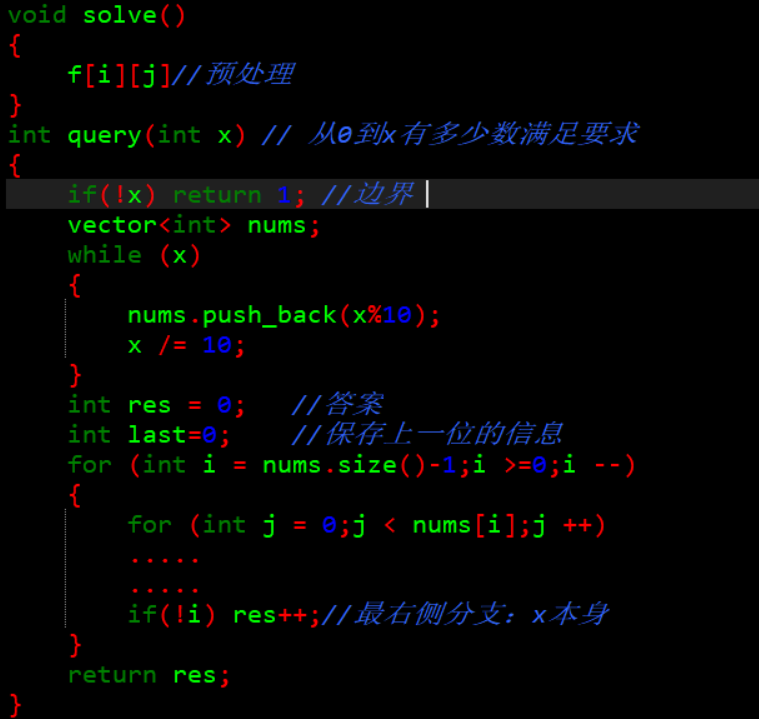 void solve()
{
    f[i][j]//预处理
}
int query(int x) // 从0到x有多少数满足要求
{
    if(!x) return 1; //边界
    vector<int> nums;
    while (x)
    {
        nums.push_back(x%10);
        x /= 10;
    }
    int res = 0;   //答案
    int last=0;    //保存上一位的信息
    for (int i = nums.size()-1;i >=0;i --)
    {
        for (int j = 0;j < nums[i];j ++)
        .....
        .....
        if(!i) res++;//最右侧分支：x本身
    }
    return res;
}